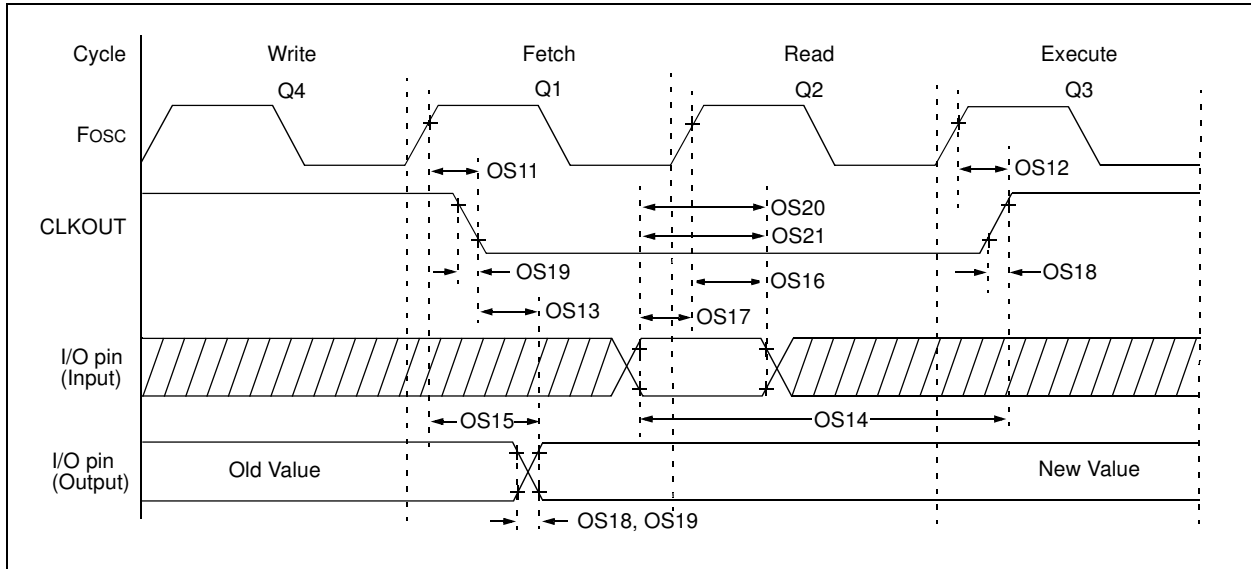 Cycle Write Fetch Read Execute
Q4 Q1 Q2 Q3
FOSC
OS11 OS12
OS20
CLKOUT
OS21
OS19 OS16 OS18
OS13 OS17
I/O pin
(Input)
OS15 OS14
I/O pin
(Output)
Old Value New Value
OS18, OS19